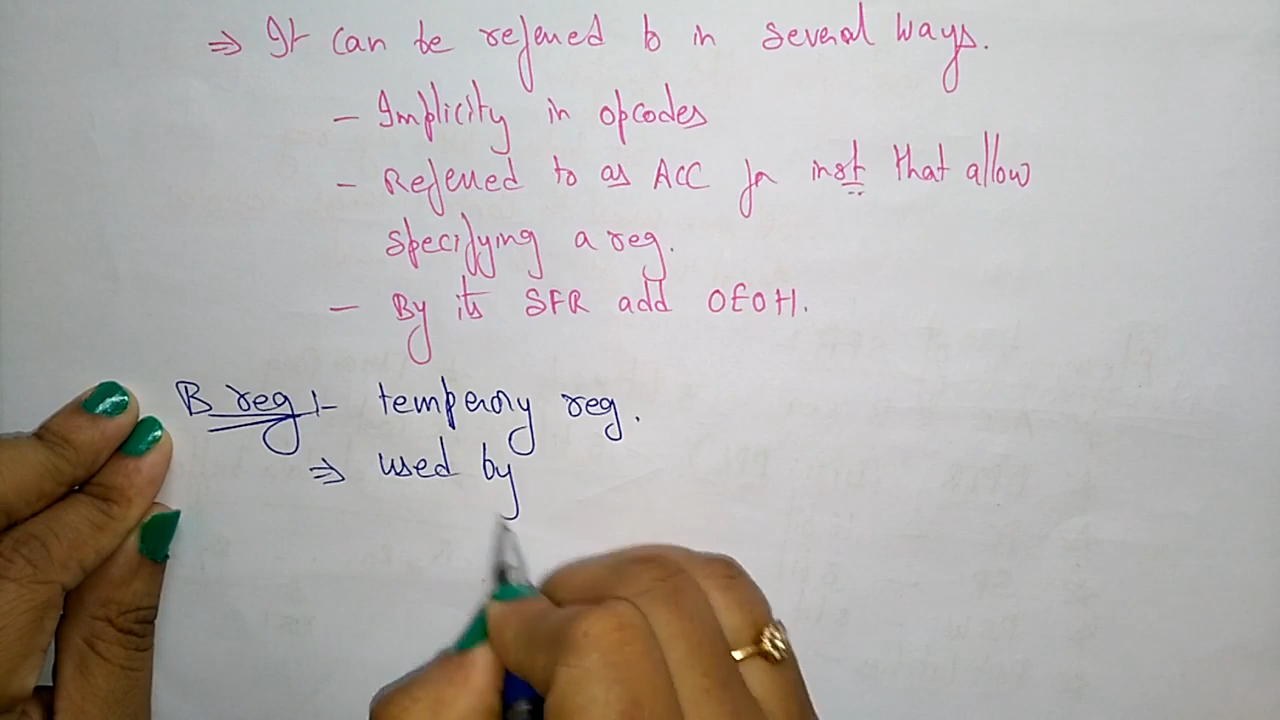 ⇒ It can be refered to in several ways.
- Implicity in opcodes
- Refered to as ACC for inst that allow
specifying a reg.
- By its SFR add 0E0H.
B reg :- temperory reg.
⇒ used by